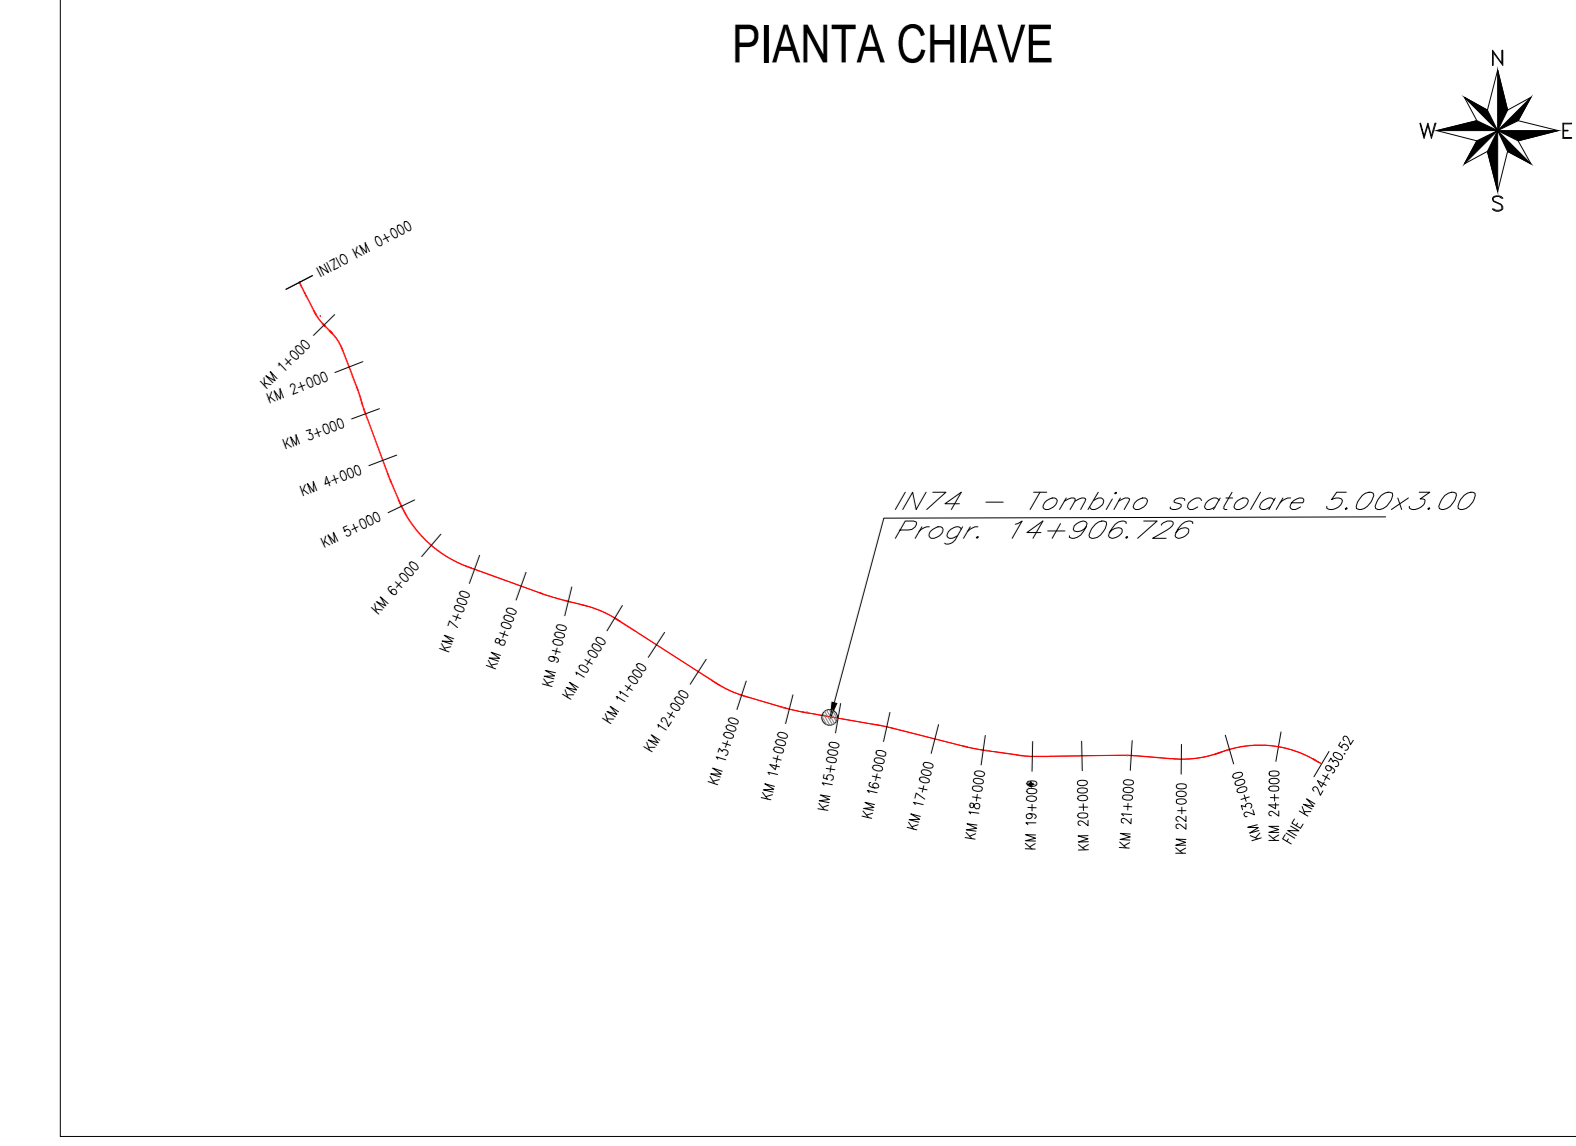 PIANTA CHIAVE
N
W
E
S
INIZIO KM 0+000
KM 1+000
KM 2+000
KM 3+000
KM 4+000
KM 5+000
KM 6+000
KM 7+000
KM 8+000
KM 9+000
KM 10+000
KM 11+000
KM 12+000
KM 13+000
KM 14+000
KM 15+000
KM 16+000
KM 17+000
KM 18+000
KM 19+000
KM 20+000
KM 21+000
KM 22+000
KM 23+000
KM 24+000
FINE KM 24+930.52
IN74 - Tombino scatolare 5.00x3.00
Progr. 14+906.726